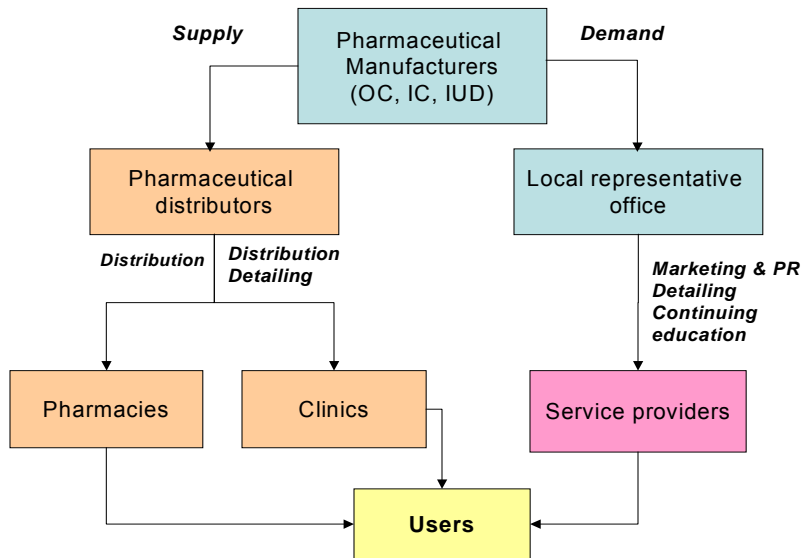 Supply
Pharmaceutical
Manufacturers
(OC, IC, IUD)
Demand
Pharmaceutical
distributors
Local representative
office
Distribution
Distribution
Detailing
Marketing & PR
Detailing
Continuing
education
Pharmacies
Clinics
Service providers
Users